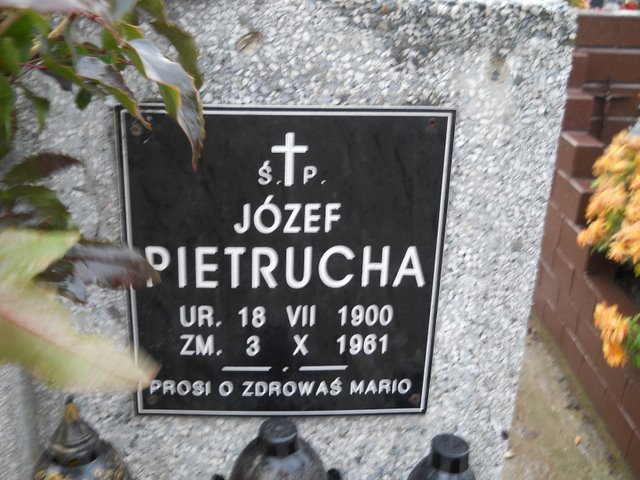 Ś. P.
JÓZEF
PIETRUCHA
UR. 18 VII 1900
ZM. 3 X 1961
PROSI O ZDROWAŚ MARIO